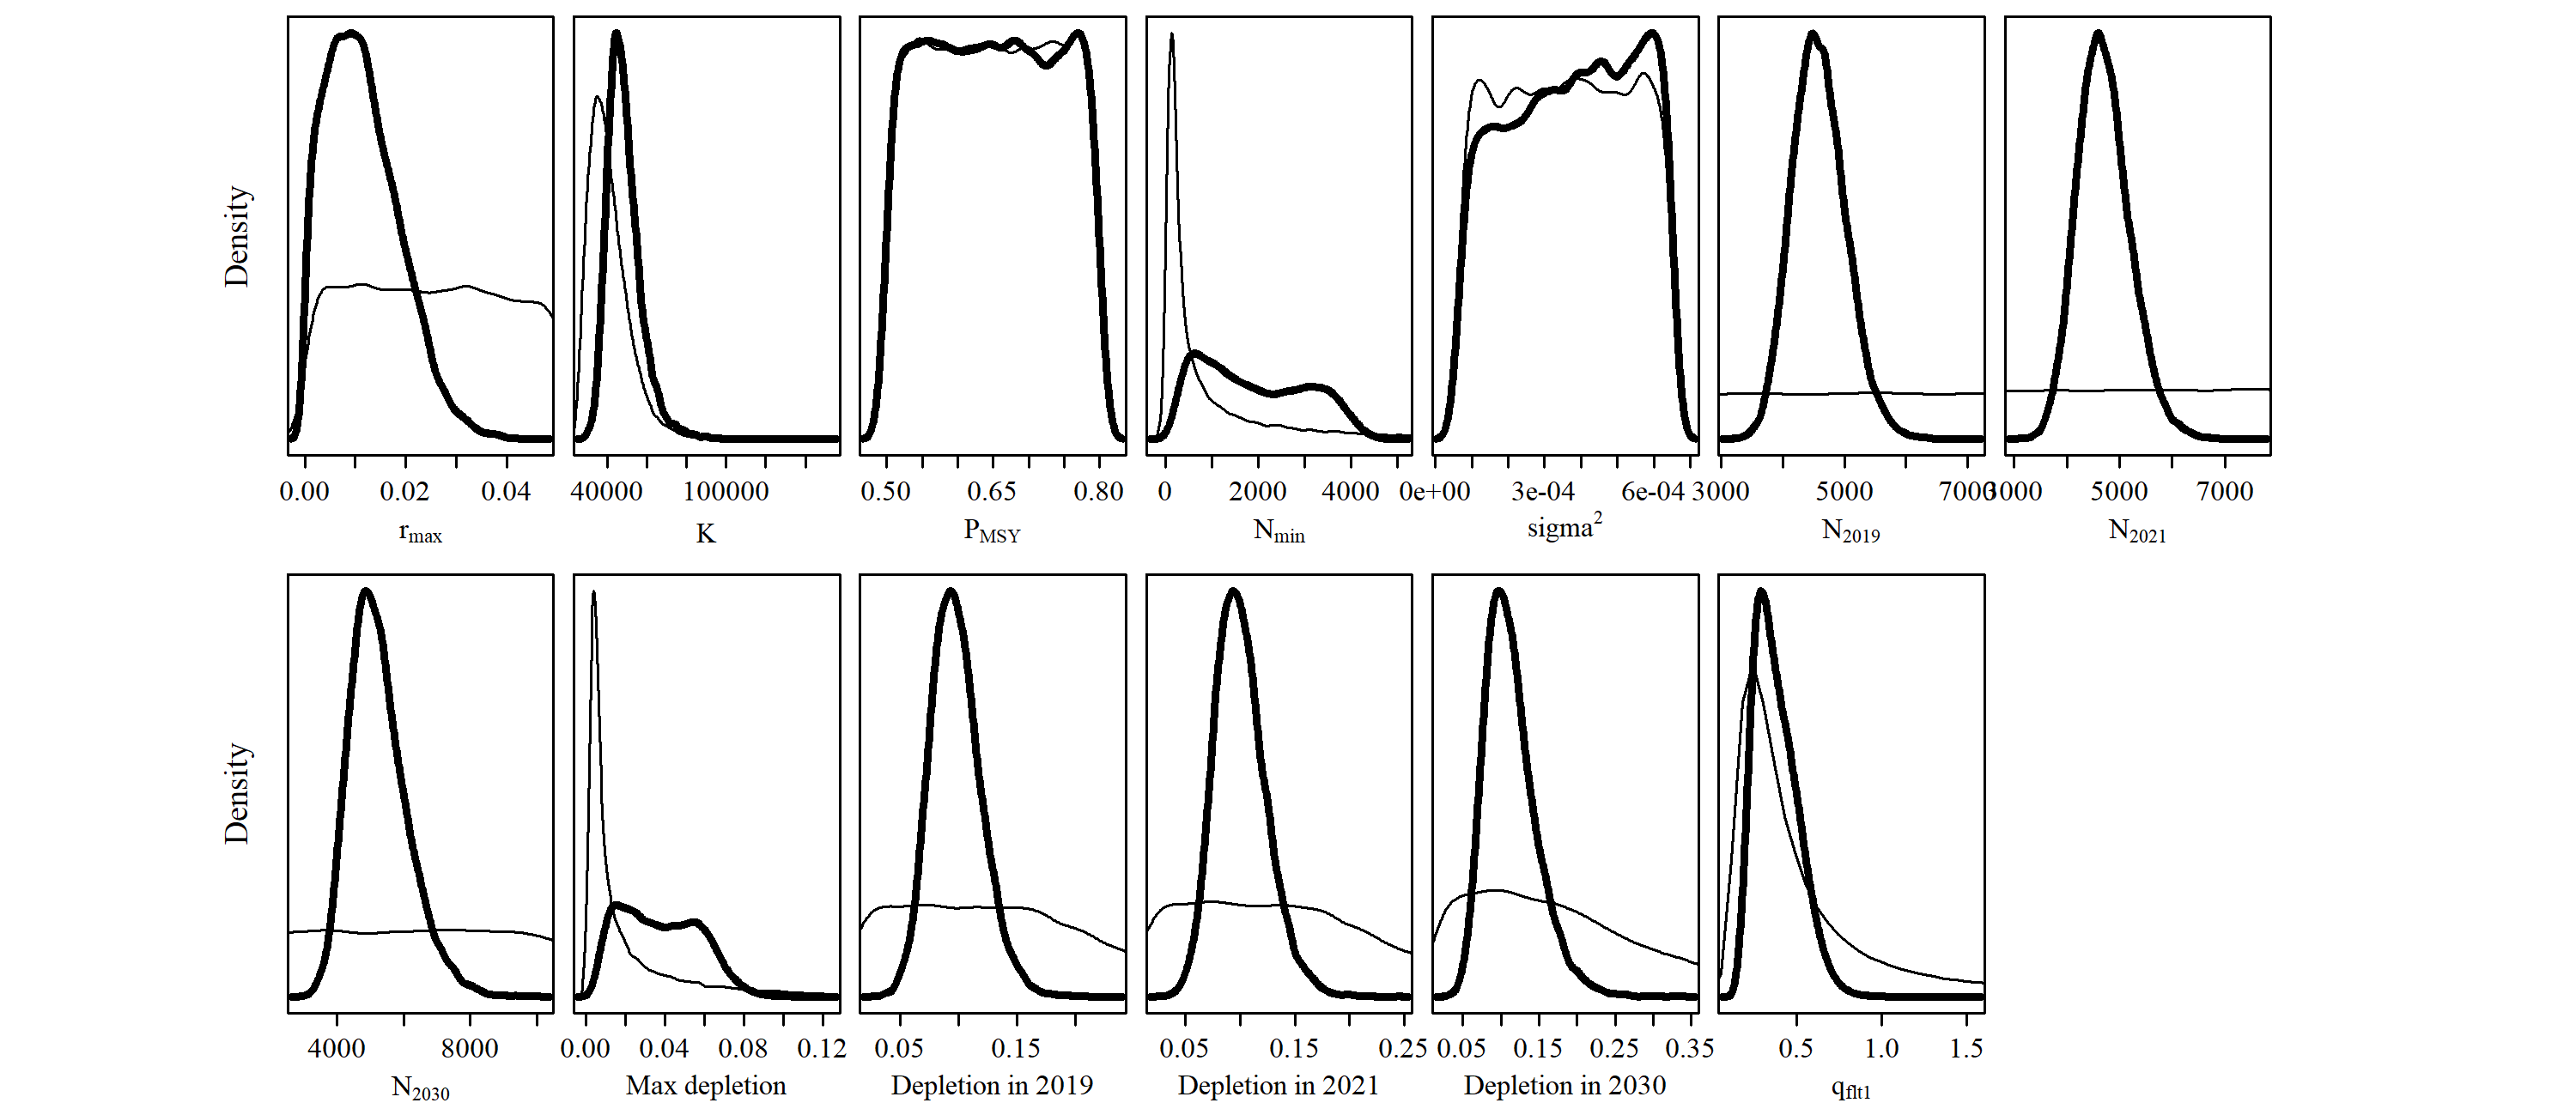 Density
0.00 0.02 0.04 40000 100000 0.50 0.65 0.80 0 2000 4000 0e+00 3e-04 6e-04 3000 5000 7000 3000 5000 7000
rmax K PMSY Nmin sigma2 N2019 N2021
Density
4000 8000 0.00 0.04 0.08 0.12 0.05 0.15 0.05 0.15 0.25 0.05 0.15 0.25 0.35 0.5 1.0 1.5
N2030 Max depletion Depletion in 2019 Depletion in 2021 Depletion in 2030 qflt1